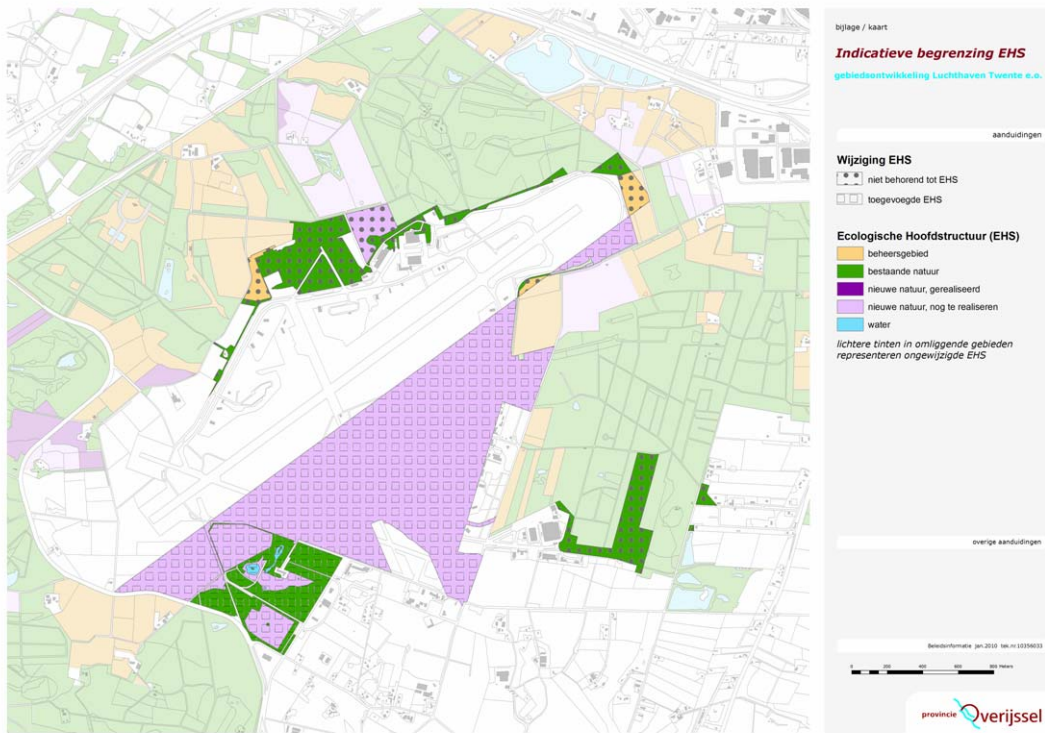 bijlage / kaart
Indicatieve begrenzing EHS
gebiedsontwikkeling Luchthaven Twente e.o.
aanduidingen
Wijziging EHS
niet behorend tot EHS
toegevoegde EHS
Ecologische Hoofdstructuur (EHS)
beheersgebied
bestaande natuur
nieuwe natuur, gerealiseerd
nieuwe natuur, nog te realiseren
water
lichtere tinten in omliggende gebieden
representeren ongewijzigde EHS
overige aanduidingen
Beleidsinformatie jan.2010 tek.nr10356033
0 200 400 600 800 Meters
provincie Overijssel